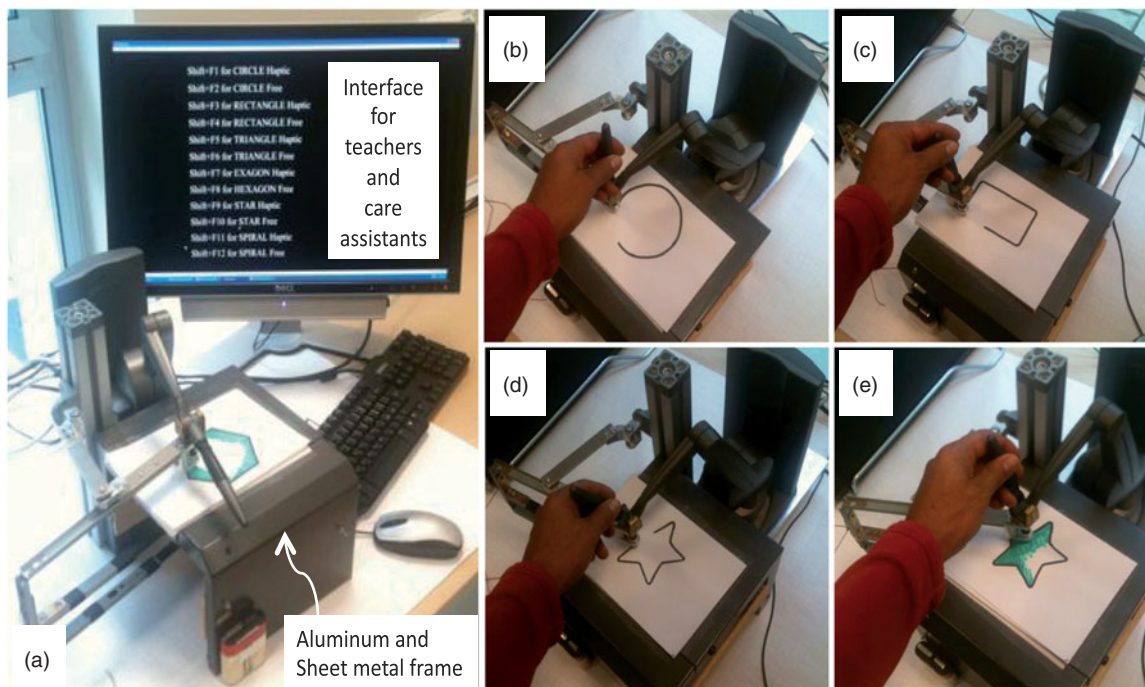 Shift+F1 for CIRCLE Haptic
Shift+F2 for CIRCLE Free
Shift+F3 for RECTANGLE Haptic
Shift+F4 for RECTANGLE Free
Shift+F5 for TRIANGLE Haptic
Shift+F6 for TRIANGLE Free
Shift+F7 for EXAGON Haptic
Shift+F8 for HEXAGON Free
Shift+F9 for STAR Haptic
Shift+F10 for STAR Free
Shift+F11 for SPIRAL Haptic
Shift+F12 for SPIRAL Free
Interface
for
teachers
and
care
assistants
DELL
Aluminum and
Sheet metal frame
(a)
(b)
(c)
(d)
(e)